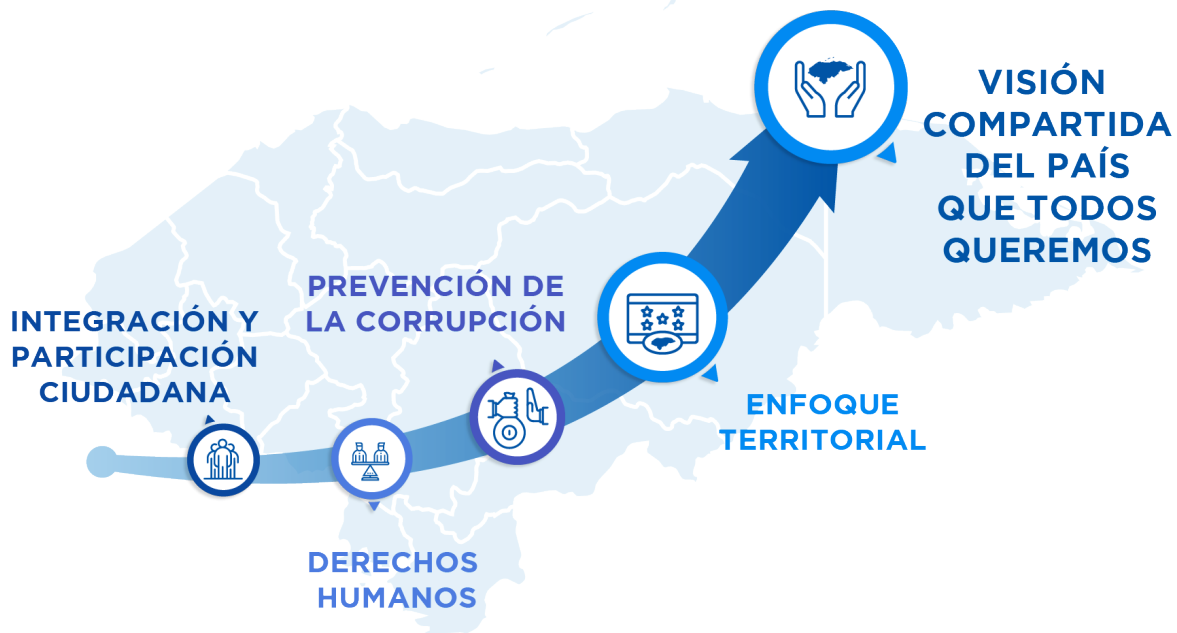 INTEGRACIÓN Y
PARTICIPACIÓN
CIUDADANA
DERECHOS
HUMANOS
PREVENCIÓN DE
LA CORRUPCIÓN
ENFOQUE
TERRITORIAL
VISIÓN
COMPARTIDA
DEL PAÍS
QUE TODOS
QUEREMOS